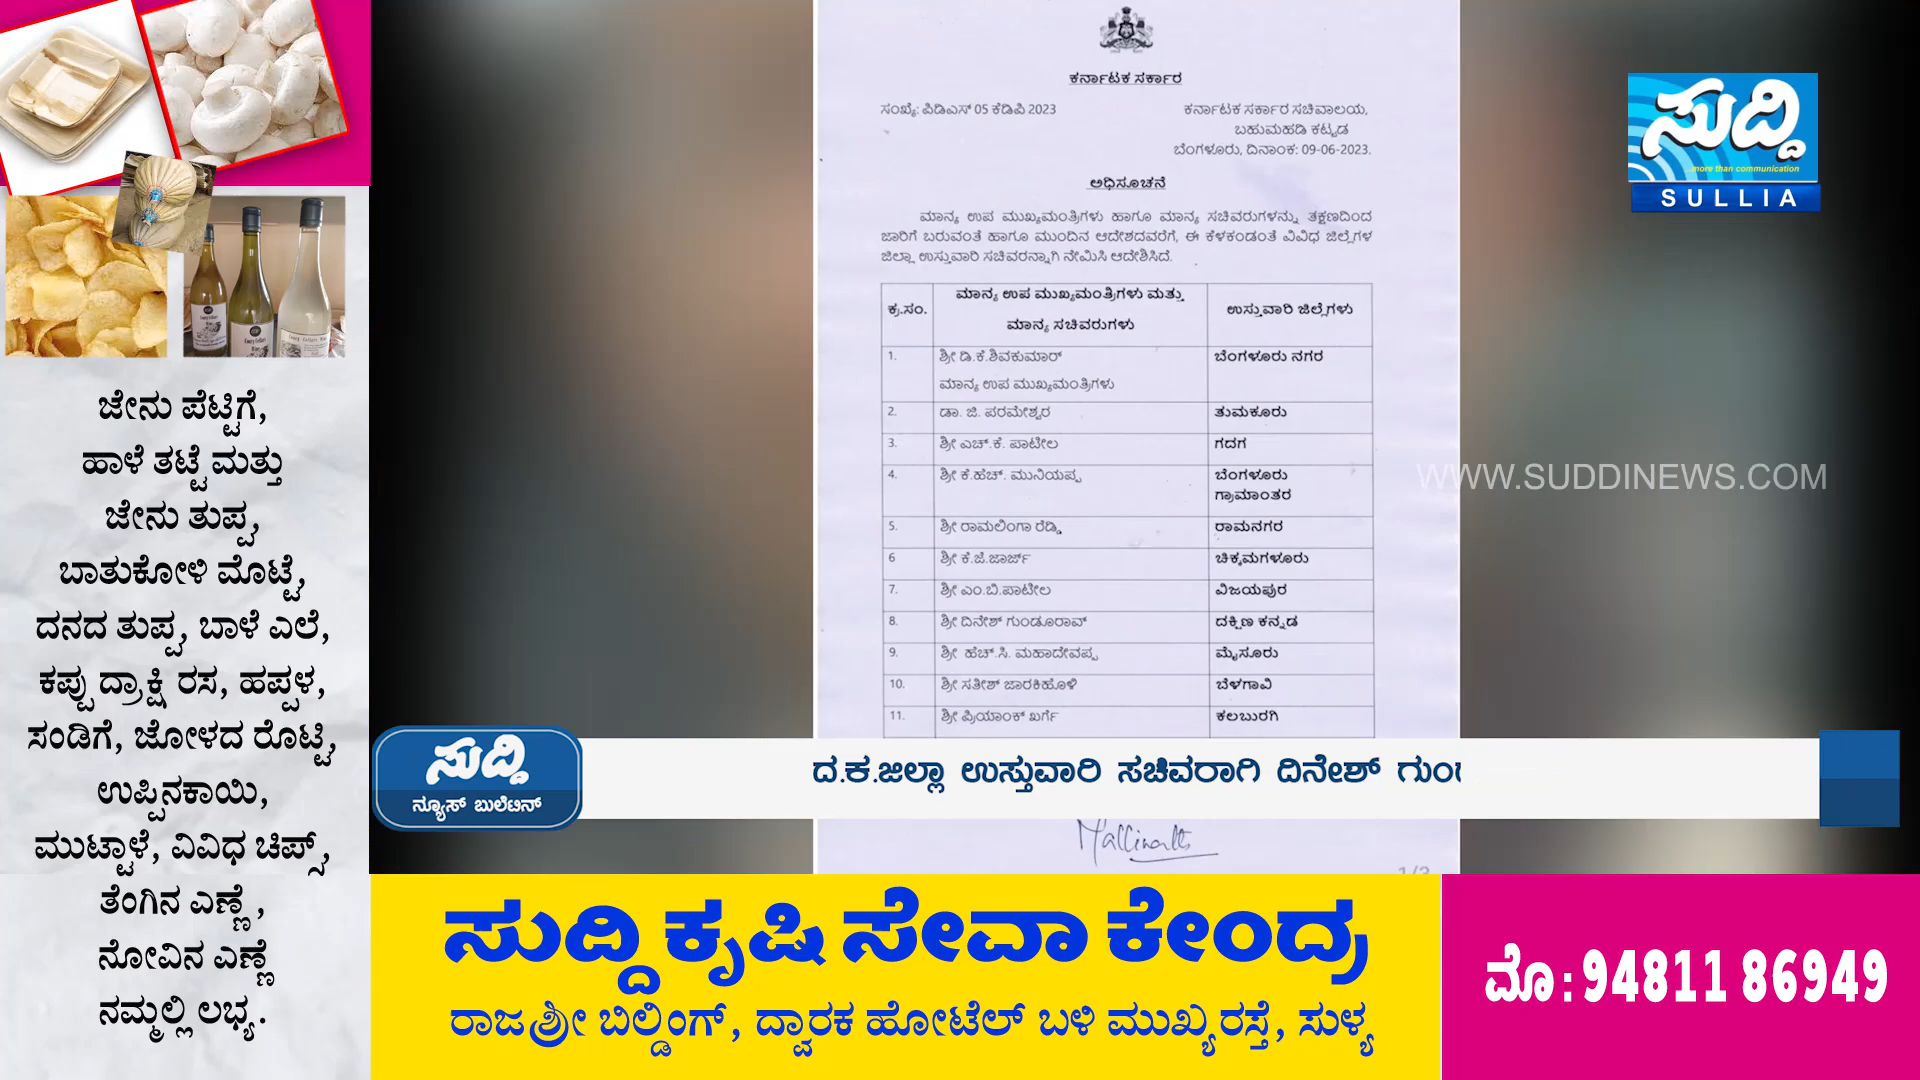 ಕರ್ನಾಟಕ ಸರ್ಕಾರ
ಸಂಖ್ಯೆ: ಪಿಡಿಎಸ್ 05 ಕೆಡಿಪಿ 2023
ಕರ್ನಾಟಕ ಸರ್ಕಾರ ಸಚಿವಾಲಯ,
ಬಹುಮಹಡಿ ಕಟ್ಟಡ
ಬೆಂಗಳೂರು, ದಿನಾಂಕ: 09-06-2023.
ಅಧಿಸೂಚನೆ
ಮಾನ್ಯ ಉಪ ಮುಖ್ಯಮಂತ್ರಿಗಳು ಹಾಗೂ ಮಾನ್ಯ ಸಚಿವರುಗಳನ್ನು ತಕ್ಷಣದಿಂದ
ಜಾರಿಗೆ ಬರುವಂತೆ ಹಾಗೂ ಮುಂದಿನ ಆದೇಶದವರೆಗೆ, ಈ ಕೆಳಕಂಡಂತೆ ವಿವಿಧ ಜಿಲ್ಲೆಗಳ
ಜಿಲ್ಲಾ ಉಸ್ತುವಾರಿ ಸಚಿವರನ್ನಾಗಿ ನೇಮಿಸಿ ಆದೇಶಿಸಿದೆ.
ಕ್ರ.ಸಂ. ಮಾನ್ಯ ಉಪ ಮುಖ್ಯಮಂತ್ರಿಗಳು ಮತ್ತು ಮಾನ್ಯ ಸಚಿವರುಗಳು ಉಸ್ತುವಾರಿ ಜಿಲ್ಲೆಗಳು
1. ಶ್ರೀ ಡಿ.ಕೆ.ಶಿವಕುಮಾರ್ ಬೆಂಗಳೂರು ನಗರ
ಮಾನ್ಯ ಉಪ ಮುಖ್ಯಮಂತ್ರಿಗಳು
2. ಡಾ. ಜಿ. ಪರಮೇಶ್ವರ ತುಮಕೂರು
3. ಶ್ರೀ ಎಚ್.ಕೆ. ಪಾಟೀಲ ಗದಗ
4. ಶ್ರೀ ಕೆ.ಹೆಚ್. ಮುನಿಯಪ್ಪ ಬೆಂಗಳೂರು
ಗ್ರಾಮಾಂತರ
5. ಶ್ರೀ ರಾಮಲಿಂಗಾ ರೆಡ್ಡಿ ರಾಮನಗರ
6 ಶ್ರೀ ಕೆ.ಜೆ.ಜಾರ್ಜ್ ಚಿಕ್ಕಮಗಳೂರು
7. ಶ್ರೀ ಎಂ.ಬಿ.ಪಾಟೀಲ ವಿಜಯಪುರ
8. ಶ್ರೀ ದಿನೇಶ್ ಗುಂಡೂರಾವ್ ದಕ್ಷಿಣ ಕನ್ನಡ
9. ಶ್ರೀ ಹೆಚ್.ಸಿ. ಮಹಾದೇವಪ್ಪ ಮೈಸೂರು
10. ಶ್ರೀ ಸತೀಶ್ ಜಾರಕಿಹೊಳಿ ಬೆಳಗಾವಿ
11. ಶ್ರೀ ಪ್ರಿಯಾಂಕ್ ಖರ್ಗೆ ಕಲಬುರಗಿ
ಸುದ್ದಿ
...more than communication
SULLIA
WWW.SUDDINEWS.COM
ಸುದ್ದಿ
ನ್ಯೂಸ್ ಬುಲೆಟಿನ್
ದ.ಕ.ಜಿಲ್ಲಾ ಉಸ್ತುವಾರಿ ಸಚಿವರಾಗಿ ದಿನೇಶ್
ಜೇನು ಪೆಟ್ಟಿಗೆ,
ಹಾಳೆ ತಟ್ಟೆ ಮತ್ತು
ಜೇನು ತುಪ್ಪ,
ಬಾತುಕೋಳಿ ಮೊಟ್ಟೆ,
ದನದ ತುಪ್ಪ, ಬಾಳೆ ಎಲೆ,
ಕಪ್ಪು ದ್ರಾಕ್ಷಿ ರಸ, ಹಪ್ಪಳ,
ಸಂಡಿಗೆ, ಜೋಳದ ರೊಟ್ಟಿ,
ಉಪ್ಪಿನಕಾಯಿ,
ಮುಟ್ಟಾಳೆ, ವಿವಿಧ ಚಿಪ್ಸ್,
ತೆಂಗಿನ ಎಣ್ಣೆ,
ನೋವಿನ ಎಣ್ಣೆ
ನಮ್ಮಲ್ಲಿ ಲಭ್ಯ.
ಸುದ್ದಿ ಕೃಷಿ ಸೇವಾ ಕೇಂದ್ರ
ರಾಜಶ್ರೀ ಬಿಲ್ಡಿಂಗ್, ದ್ವಾರಕ ಹೋಟೆಲ್ ಬಳಿ ಮುಖ್ಯರಸ್ತೆ, ಸುಳ್ಯ
ಮೊ : 94811 86949